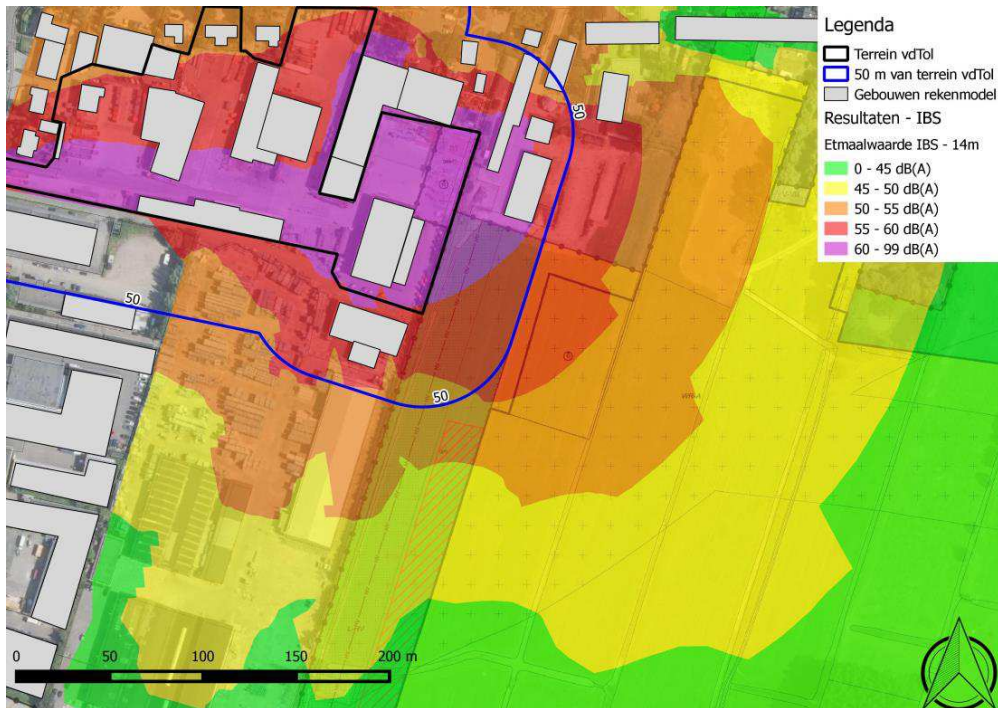 Legenda
Terrein vdTol
50 m van terrein vdTol
Gebouwen rekenmodel
Resultaten - IBS
Etmaalwaarde IBS - 14m
0 - 45 dB(A)
45 - 50 dB(A)
50 - 55 dB(A)
55 - 60 dB(A)
60 - 99 dB(A)
50
50
50
0 50 100 150 200 m